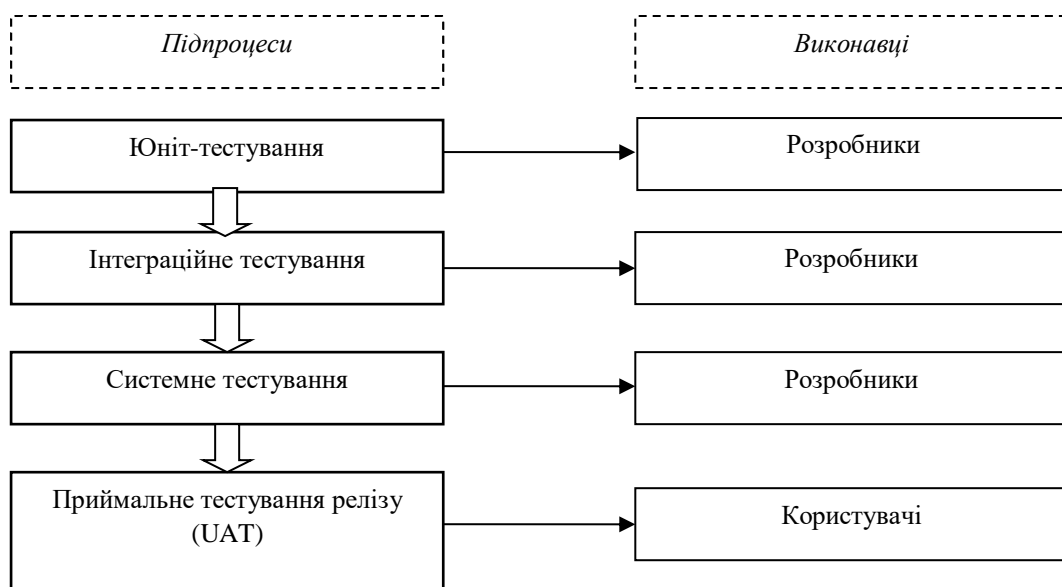 Підпроцеси
Виконавці
Юніт-тестування
Розробники
Інтеграційне тестування
Розробники
Системне тестування
Розробники
Приймальне тестування релізу
(UAT)
Користувачі